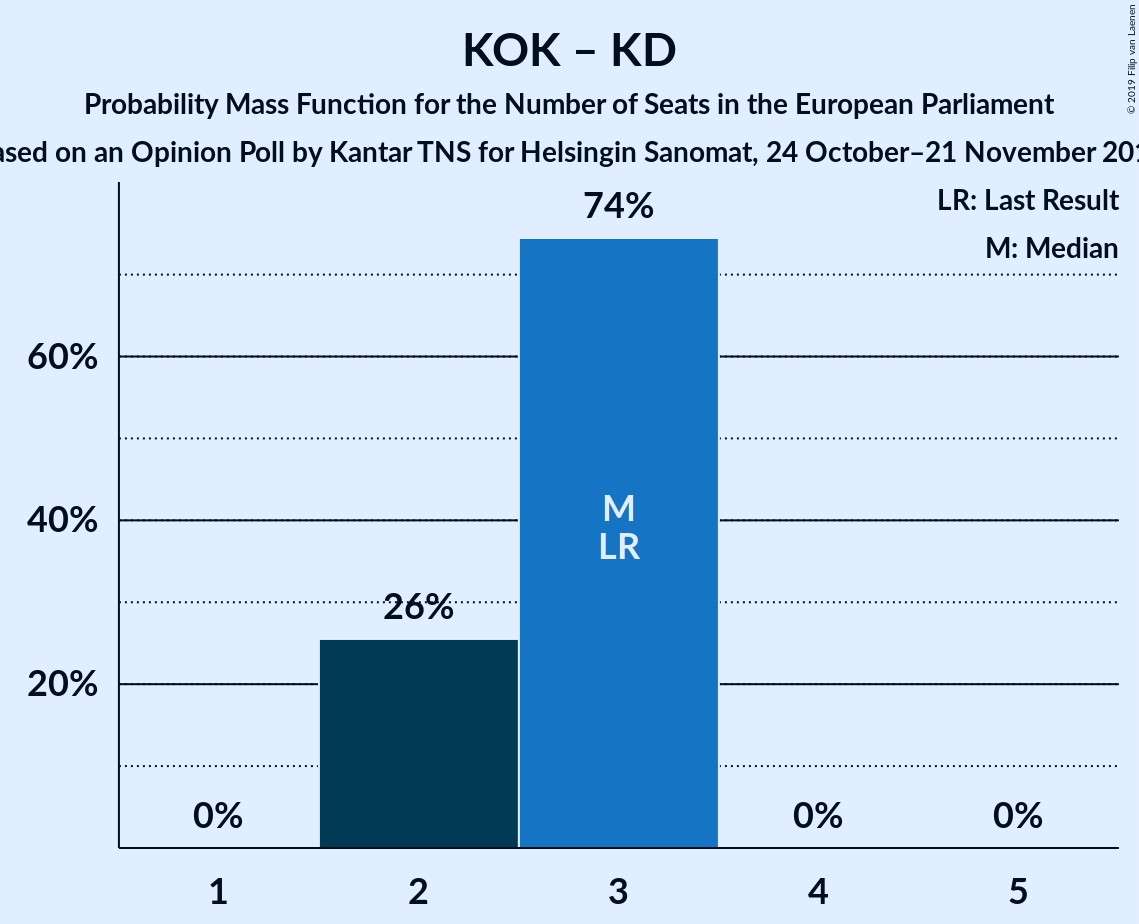 KOK – KD
Probability Mass Function for the Number of Seats in the European Parliament
ased on an Opinion Poll by Kantar TNS for Helsingin Sanomat, 24 October–21 November 201
© 2019 Filip van Laenen
LR: Last Result
M: Median
74%
60%
M
40%
LR
26%
20%
0%
0%
0%
1
2
3
4
5